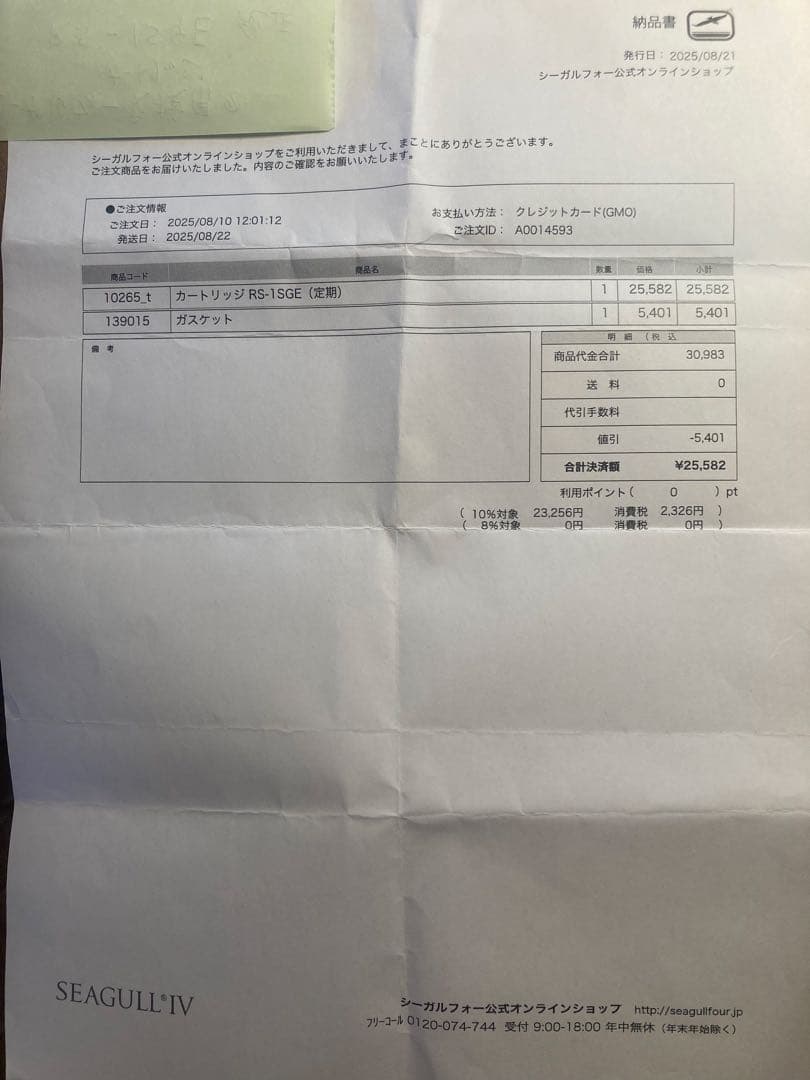 納品書
発行日：2025/08/21
シーガルフォー公式オンラインショップ
シーガルフォー公式オンラインショップをご利用いただきまして、まことにありがとうございます。
ご注文商品をお届けいたしました。内容のご確認をお願いいたします。
●ご注文情報
ご注文日： 2025/08/10 12:01:12
お支払い方法： クレジットカード(GMO)
発送日： 2025/08/22
ご注文ID： A0014593
商品コード 商品名 数量 価格 小計
10265_t カートリッジ RS-1SGE（定期） 1 25,582 25,582
139015 ガスケット 1 5,401 5,401
備 考
明 細 （税 込
商品代金合計 30,983
送 料 0
代引手数料
値引 -5,401
合計決済額 ¥25,582
利用ポイント（ 0 ）pt
（ 10%対象 23,256円 消費税 2,326円 ）
（ 8%対象 0円 消費税 0円 ）
SEAGULL®IV
シーガルフォー公式オンラインショップ http://seagullfour.jp
フリーコール 0120-074-744 受付 9:00-18:00 年中無休（年末年始除く）